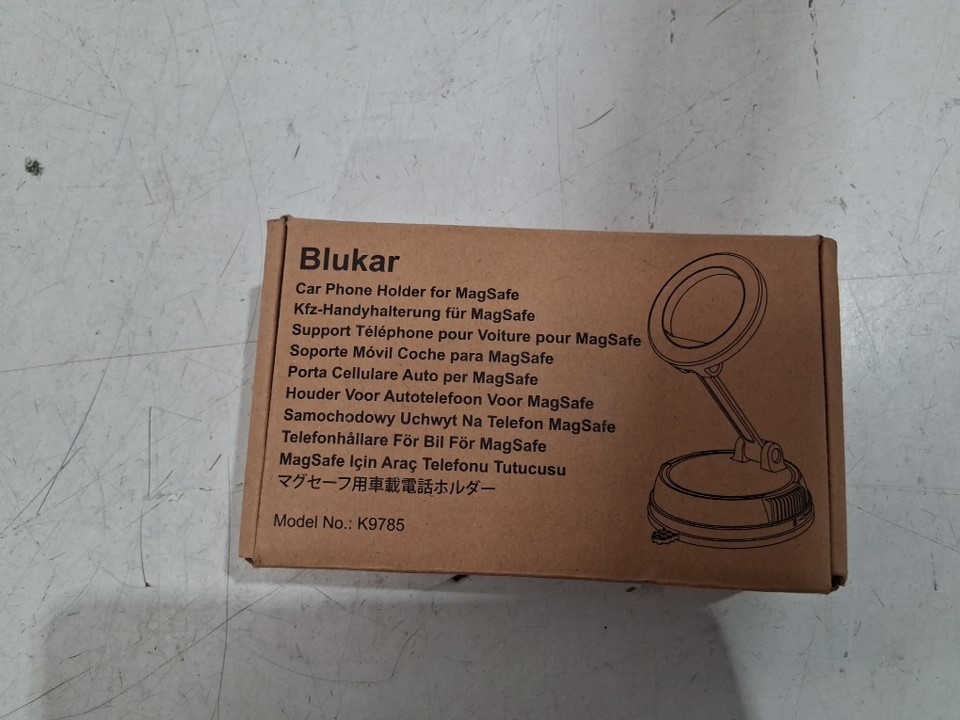 Blukar
Car Phone Holder for MagSafe
Kfz-Handyhalterung für MagSafe
Support Téléphone pour Voiture pour MagSafe
Soporte Móvil Coche para MagSafe
Porta Cellulare Auto per MagSafe
Houder Voor Autotelefoon Voor MagSafe
Samochodowy Uchwyt Na Telefon MagSafe
Telefonhållare För Bil För MagSafe
MagSafe Için Araç Telefonu Tutucusu
マグセーフ用車載電話ホルダー
Model No.: K9785